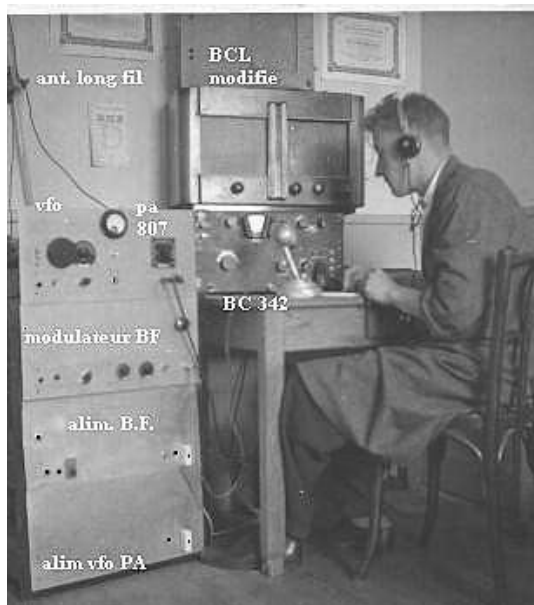 BCL
modifié
ant. long fil
vfo
pa
807
BC 342
modulateur BF
alim. B.F.
alim vfo PA